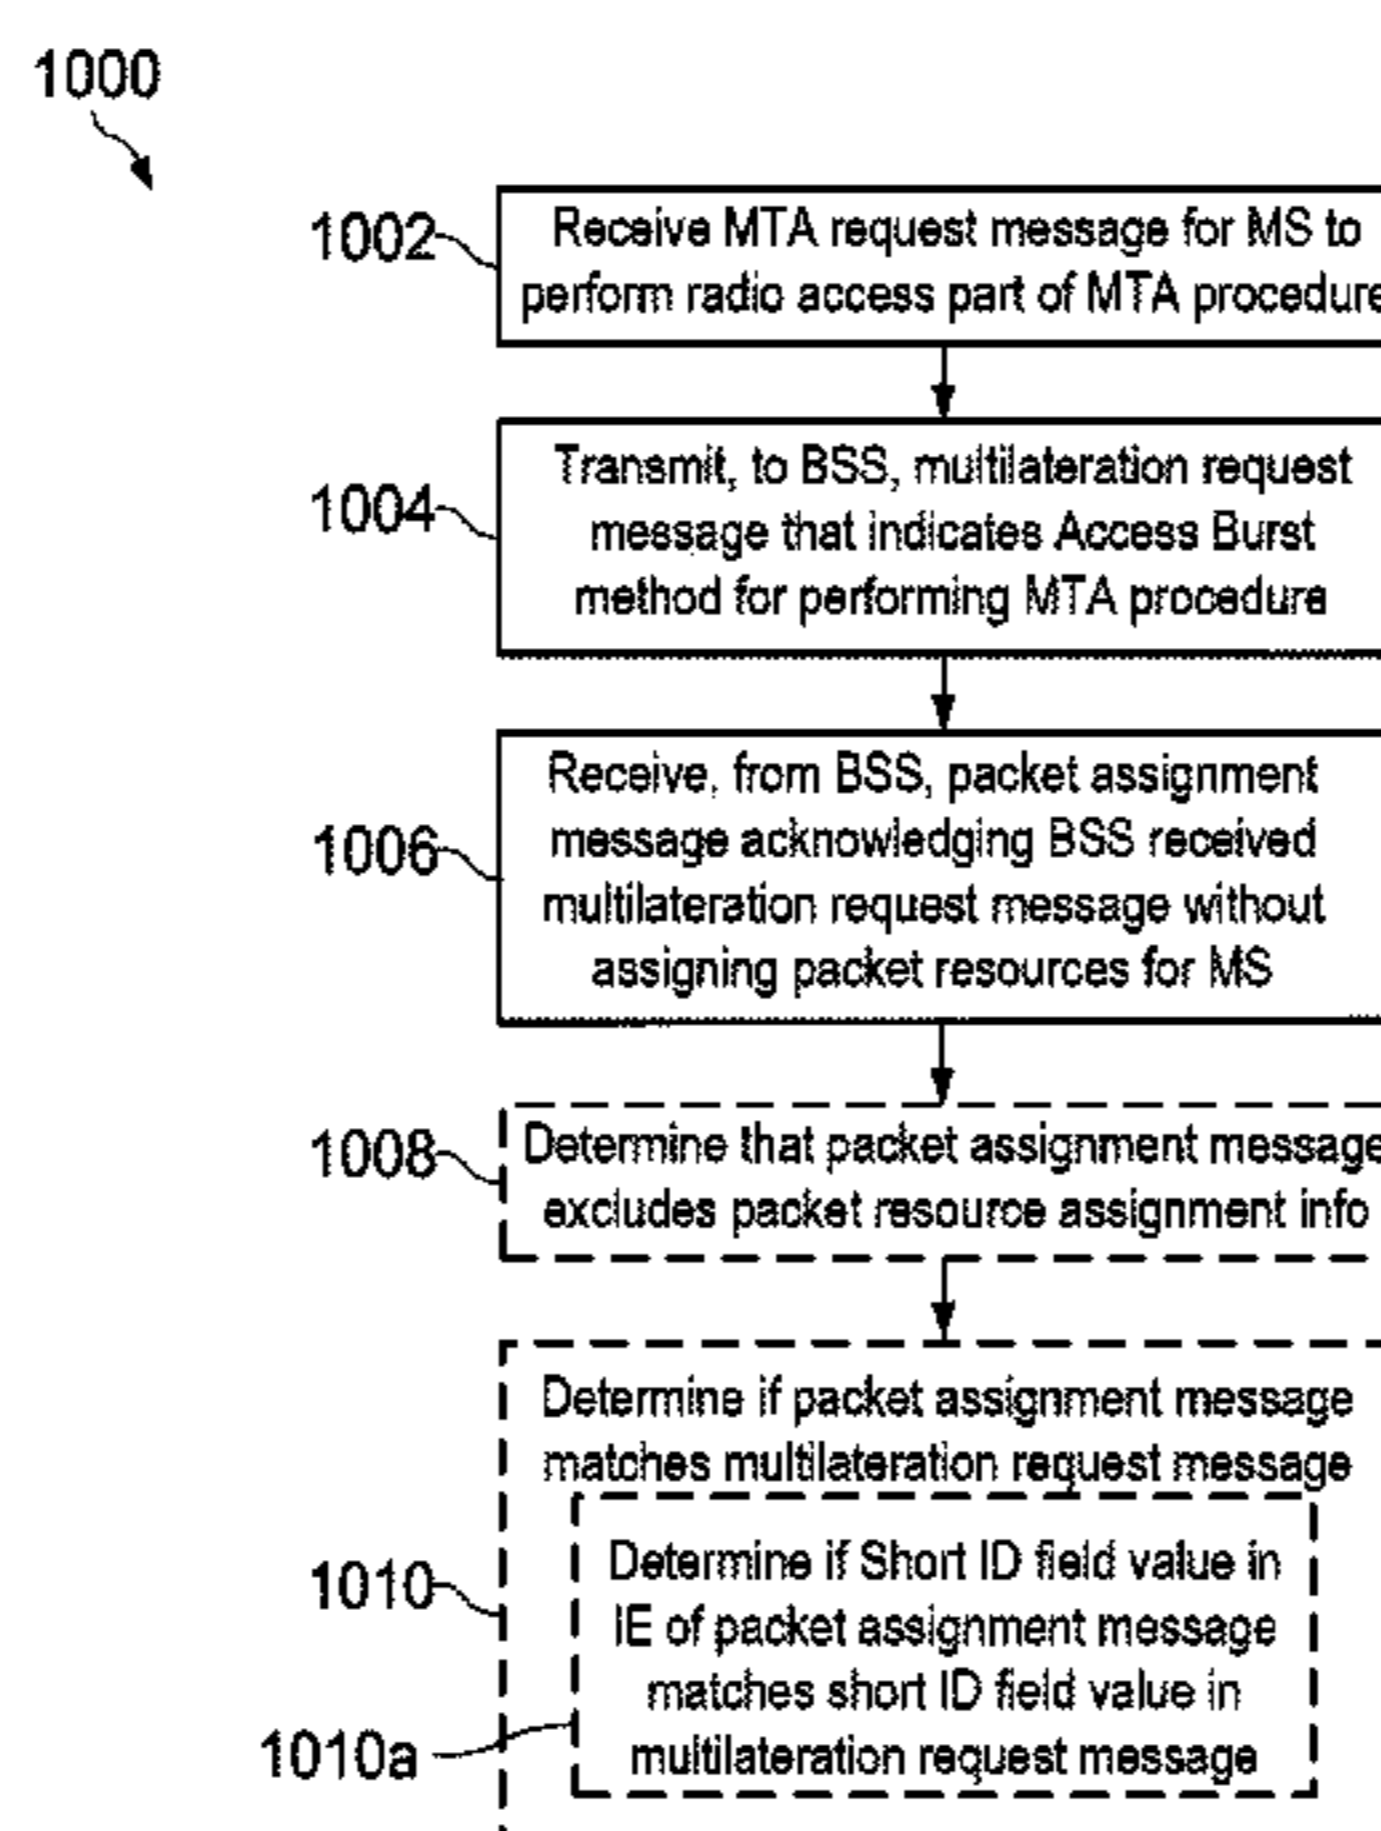 1000
1002
Receive MTA request message for MS to
perform radio access part of MTA procedure
1004
Transmit, to BSS, multilateration request
message that indicates Access Burst
method for performing MTA procedure
1006
Receive, from BSS, packet assignment
message acknowledging BSS received
multilateration request message without
assigning packet resources for MS
1008
Determine that packet assignment message
excludes packet resource assignment info
1010
Determine if packet assignment message
matches multilateration request message
1010a
Determine if Short ID field value in
IE of packet assignment message
matches short ID field value in
multilateration request message